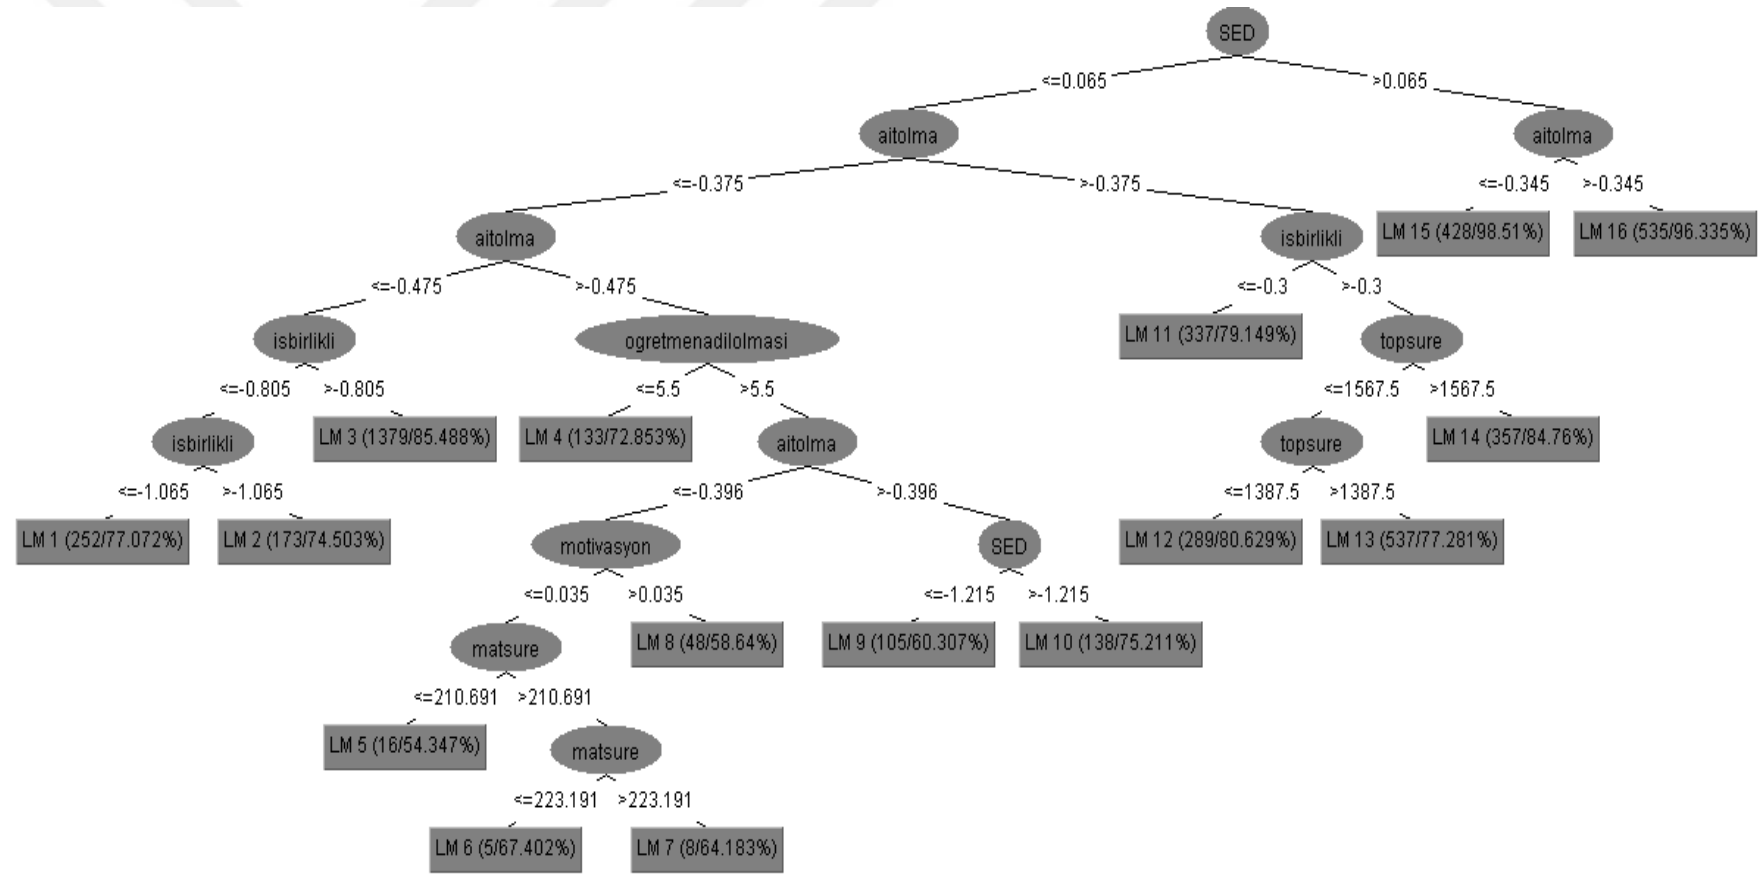 SED
<=0.065 >0.065
aitolma aitolma
<=-0.375 >-0.375 <=-0.345 >-0.345
aitolma isbirlikli LM 15 (428/98.51%) LM 16 (535/96.335%)
<=-0.475 >-0.475 <=-0.3 >-0.3
isbirlikli ogretmenadilolmasi LM 11 (337/79.149%) topsure
<=-0.805 >-0.805 <=5.5 >5.5 <=1567.5 >1567.5
isbirlikli LM 3 (1379/85.488%) LM 4 (133/72.853%) aitolma topsure LM 14 (357/84.76%)
<=-1.065 >-1.065 <=-0.396 >-0.396 <=1387.5 >1387.5
LM 1 (252/77.072%) LM 2 (173/74.503%) motivasyon SED LM 12 (289/80.629%) LM 13 (537/77.281%)
<=0.035 >0.035 <=-1.215 >-1.215
matsure LM 8 (48/58.64%) LM 9 (105/60.307%) LM 10 (138/75.211%)
<=210.691 >210.691
LM 5 (16/54.347%) matsure
<=223.191 >223.191
LM 6 (5/67.402%) LM 7 (8/64.183%)